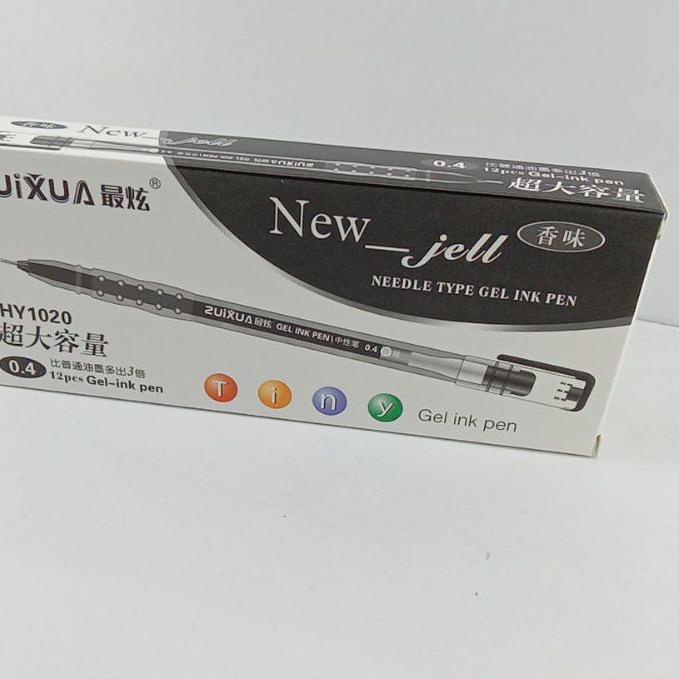 New_
0.4 比普通油墨多出3倍
12pcs Gel-ink pen
超大容量
UiXUA 最炫®
New_jell 香味
NEEDLE TYPE GEL INK PEN
ZUiXUA 最炫 GEL INK PEN\中性笔 0.4
HY1020
超大容量
0.4 比普通油墨多出3倍
12pcs Gel-ink pen
T i n y Gel ink pen